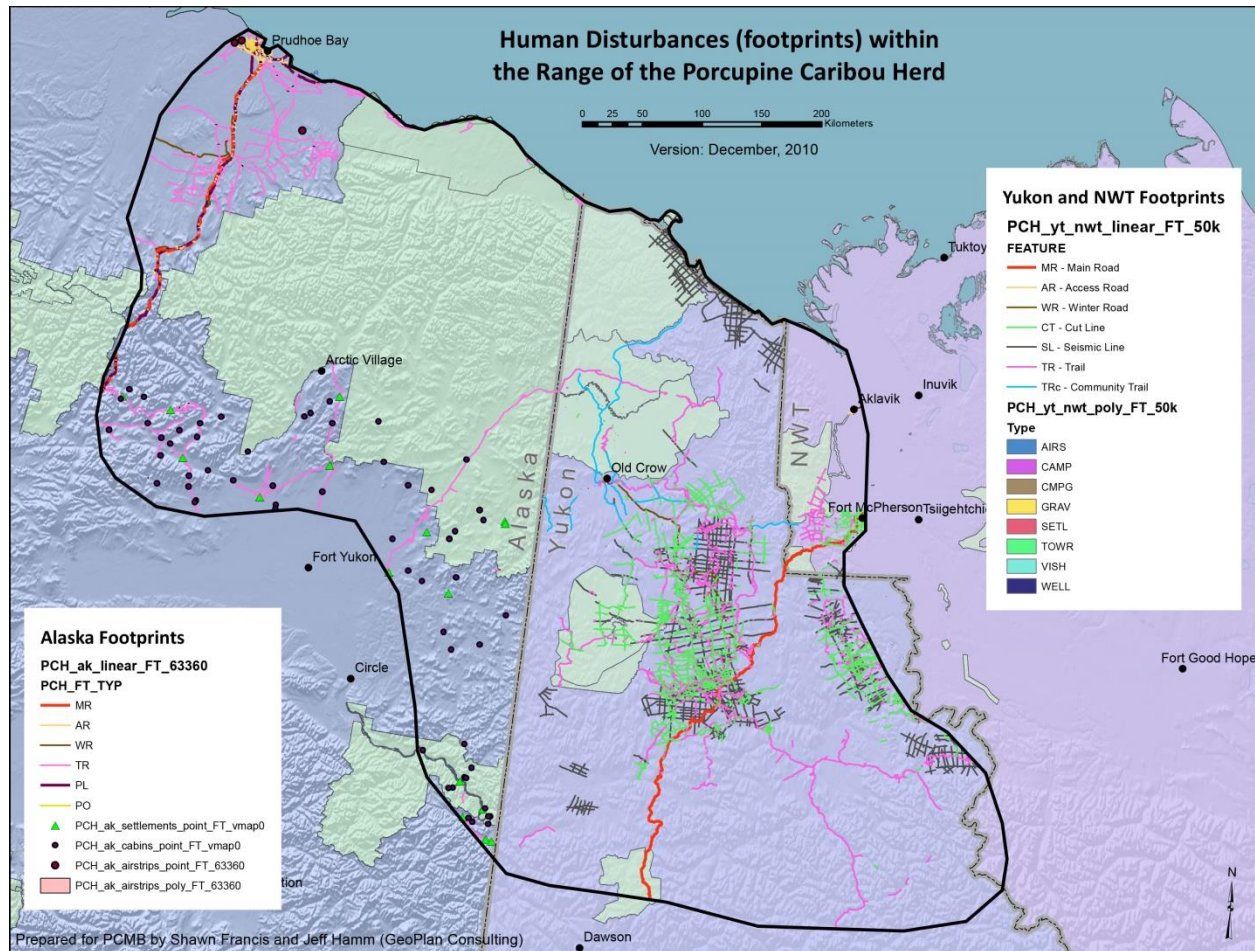 Human Disturbances (footprints) within
the Range of the Porcupine Caribou Herd
0 25 50 100 150 200
Kilometers
Version: December, 2010
Prudhoe Bay
Arctic Village
Fort Yukon
Circle
Alaska
Yukon
NWT
Old Crow
Tuktoy
Inuvik
Aklavik
Fort McPherson
Tsiigehtchic
Fort Good Hope
Dawson
Yukon and NWT Footprints
PCH_yt_nwt_linear_FT_50k
FEATURE
MR - Main Road
AR - Access Road
WR - Winter Road
CT - Cut Line
SL - Seismic Line
TR - Trail
TRc - Community Trail
PCH_yt_nwt_poly_FT_50k
Type
AIRS
CAMP
CMPG
GRAV
SETL
TOWR
VISH
WELL
Alaska Footprints
PCH_ak_linear_FT_63360
PCH_FT_TYP
MR
AR
WR
TR
PL
PO
PCH_ak_settlements_point_FT_vmap0
PCH_ak_cabins_point_FT_vmap0
PCH_ak_airstrips_point_FT_63360
PCH_ak_airstrips_poly_FT_63360
tion
N
Prepared for PCMB by Shawn Francis and Jeff Hamm (GeoPlan Consulting)